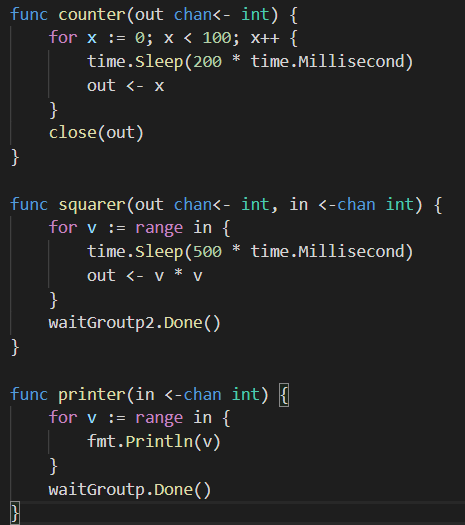 func counter(out chan<- int) {
    for x := 0; x < 100; x++ {
        time.Sleep(200 * time.Millisecond)
        out <- x
    }
    close(out)
}

func squarer(out chan<- int, in <-chan int) {
    for v := range in {
        time.Sleep(500 * time.Millisecond)
        out <- v * v
    }
    waitGroutp2.Done()
}

func printer(in <-chan int) {
    for v := range in {
        fmt.Println(v)
    }
    waitGroutp.Done()
}